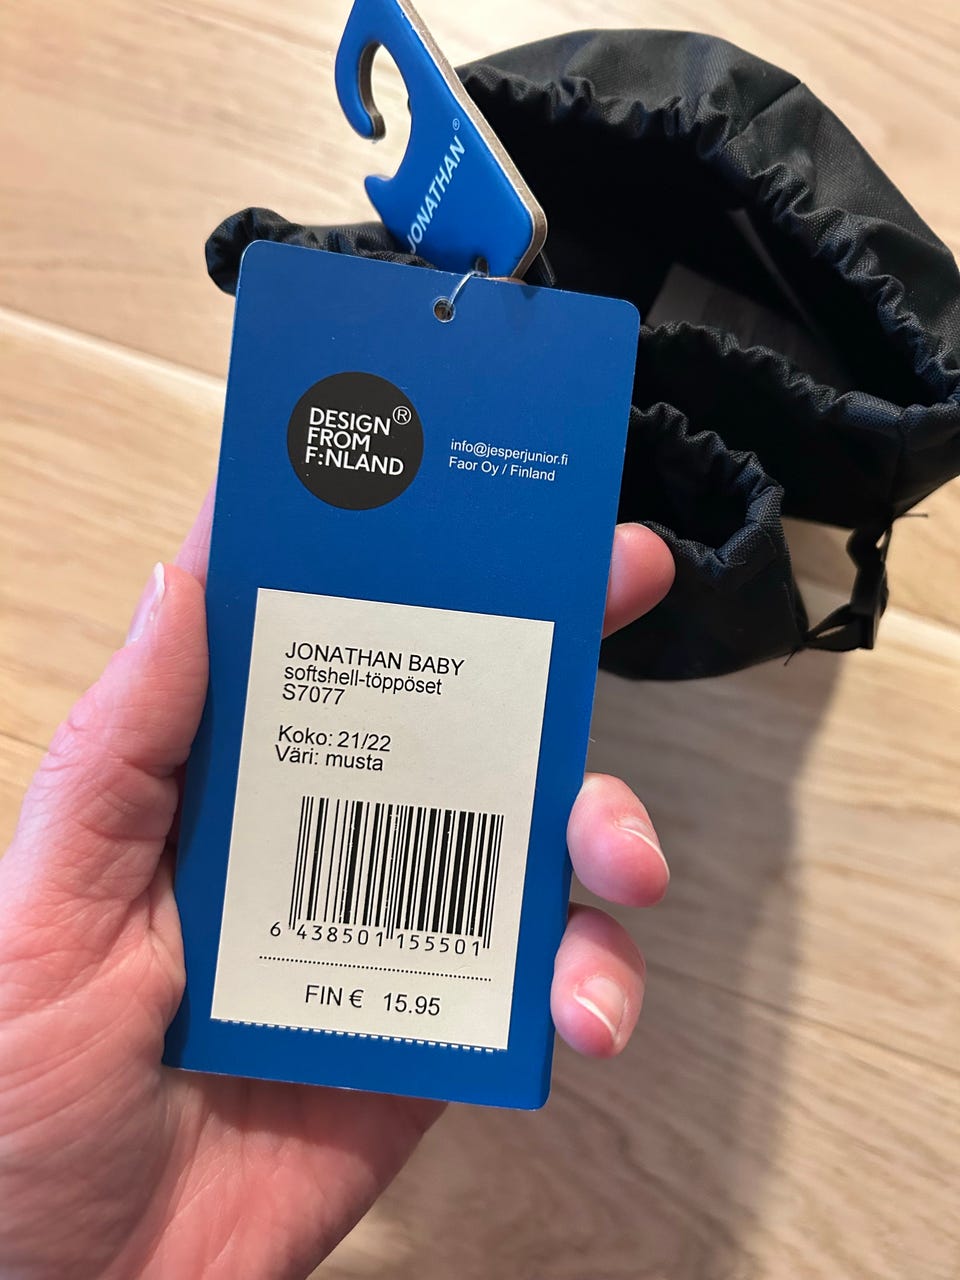 JONATHAN®
DESIGN®
FROM
F:NLAND
info@jesperjunior.fi
Faor Oy / Finland
JONATHAN BABY
softshell-töppöset
S7077
Koko: 21/22
Väri: musta
6 438501 155501
FIN € 15.95